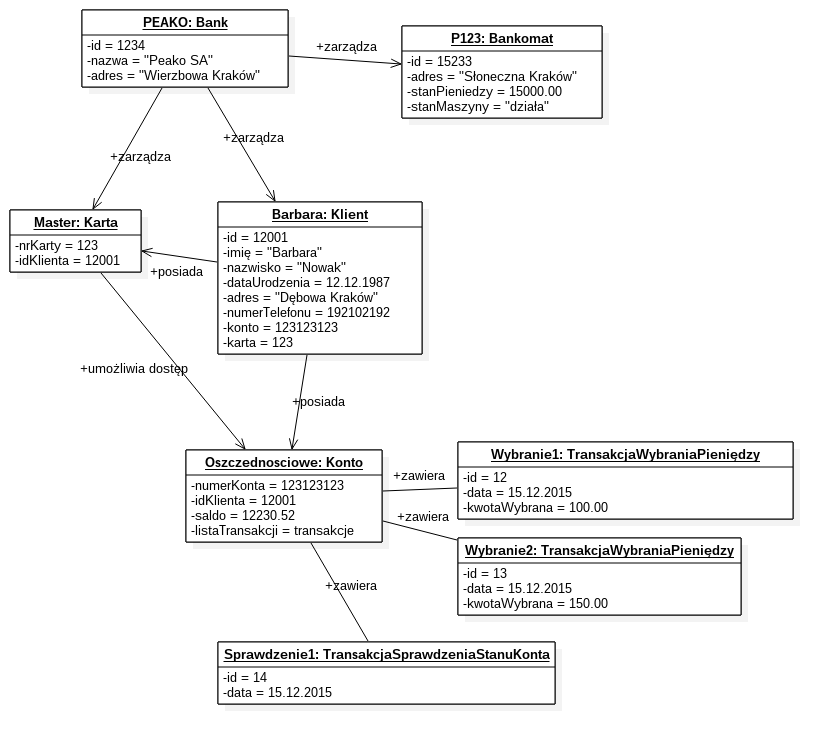 PEAKO: Bank
-id = 1234
-nazwa = "Peako SA"
-adres = "Wierzbowa Kraków"
+zarządza
P123: Bankomat
-id = 15233
-adres = "Słoneczna Kraków"
-stanPieniedzy = 15000.00
-stanMaszyny = "działa"
+zarządza
+zarządza
Master: Karta
-nrKarty = 123
-idKlienta = 12001
+posiada
Barbara: Klient
-id = 12001
-imię = "Barbara"
-nazwisko = "Nowak"
-dataUrodzenia = 12.12.1987
-adres = "Dębowa Kraków"
-numerTelefonu = 192102192
-konto = 123123123
-karta = 123
+umożliwia dostęp
+posiada
Oszczednosciowe: Konto
-numerKonta = 123123123
-idKlienta = 12001
-saldo = 12230.52
-listaTransakcji = transakcje
+zawiera
Wybranie1: TransakcjaWybraniaPieniędzy
-id = 12
-data = 15.12.2015
-kwotaWybrana = 100.00
+zawiera
Wybranie2: TransakcjaWybraniaPieniędzy
-id = 13
-data = 15.12.2015
-kwotaWybrana = 150.00
+zawiera
Sprawdzenie1: TransakcjaSprawdzeniaStanuKonta
-id = 14
-data = 15.12.2015